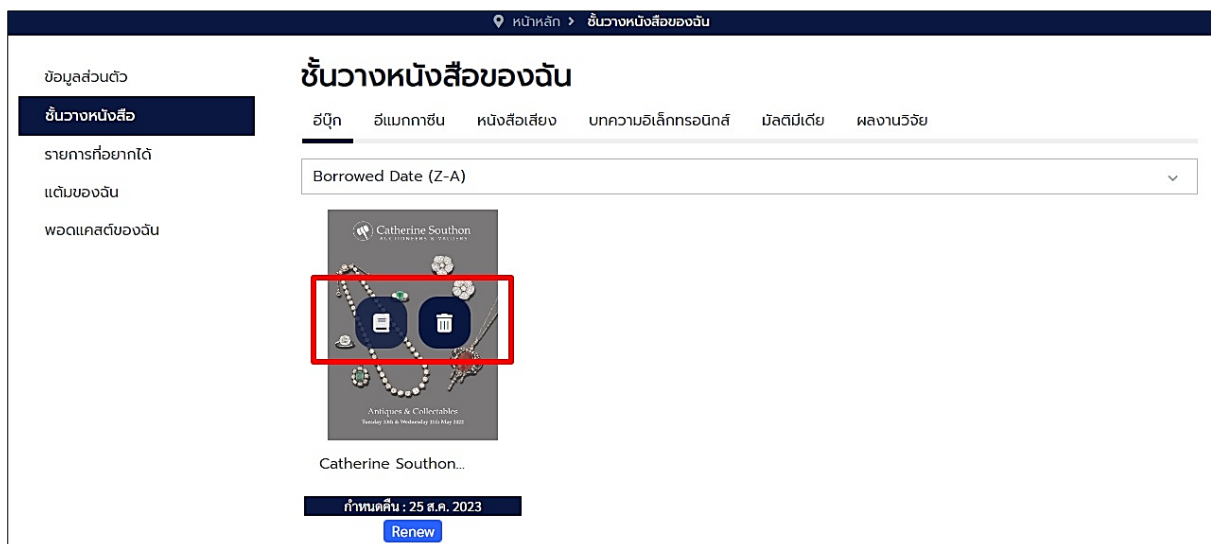 หน้าหลัก > ชั้นวางหนังสือของฉัน
ข้อมูลส่วนตัว
ชั้นวางหนังสือ
รายการที่อยากได้
แต้มของฉัน
พอดแคสต์ของฉัน
ชั้นวางหนังสือของฉัน
อีบุ๊ก อีแมกกาซีน หนังสือเสียง บทความอิเล็กทรอนิกส์ มัลติมีเดีย ผลงานวิจัย
Borrowed Date (Z-A)
Catherine Southon
AUCTIONEERS & VALUERS
Antiques & Collectables
Catherine Southon...
กำหนดคืน : 25 ส.ค. 2023
Renew